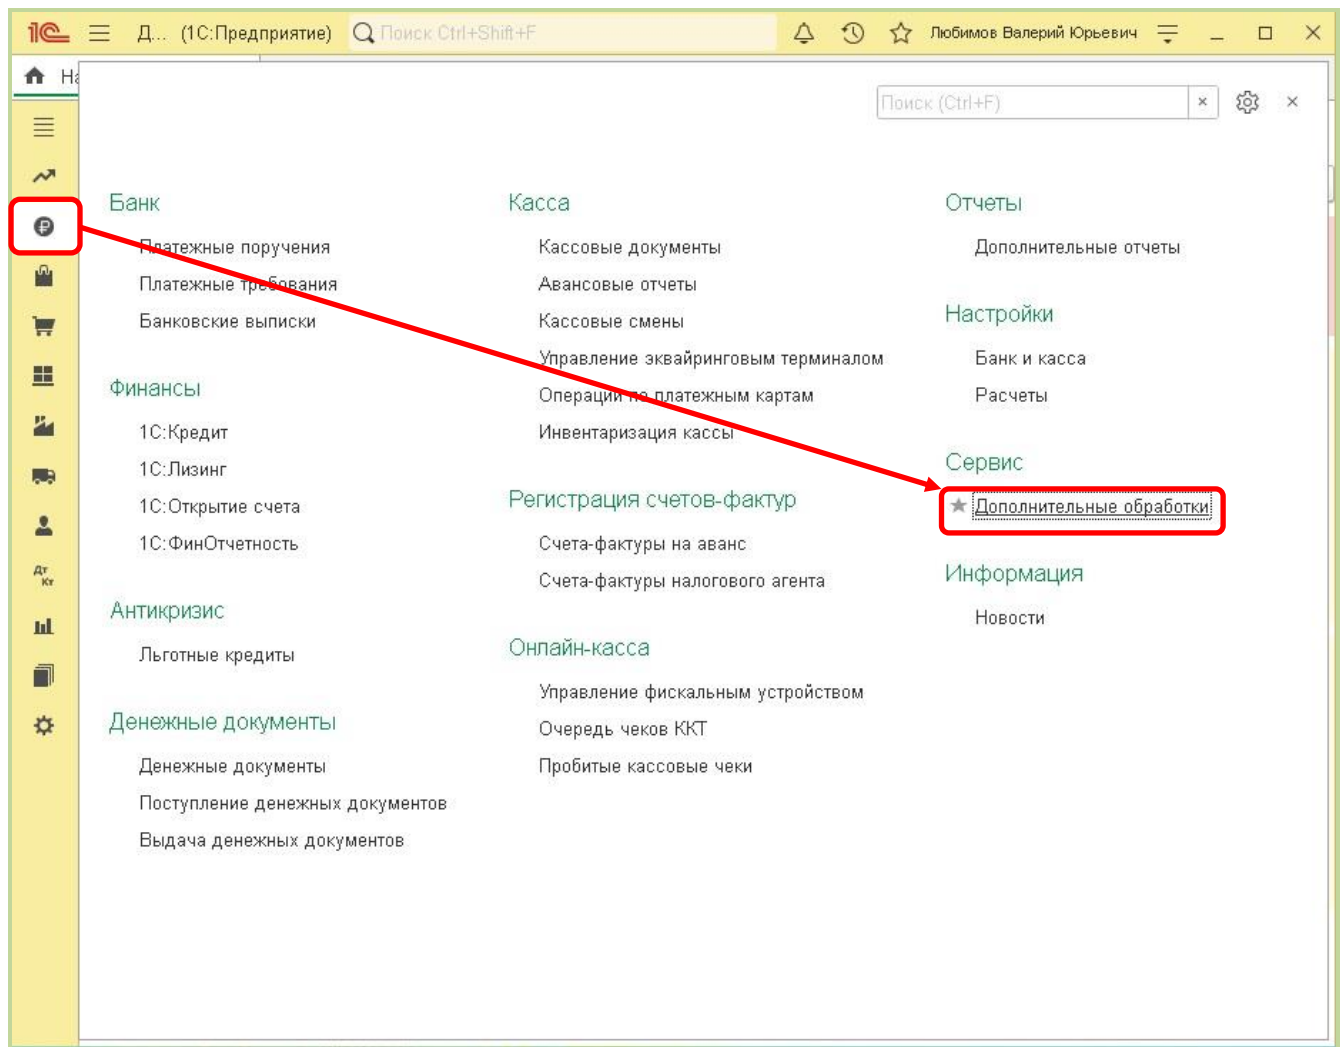 1С Д... (1С:Предприятие) Поиск Ctrl+Shift+F Любимов Валерий Юрьевич
На
Поиск (Ctrl+F)
Банк
Платежные поручения
Платежные требования
Банковские выписки
Финансы
1С:Кредит
1С:Лизинг
1С:Открытие счета
1С:ФинОтчетность
Антикризис
Льготные кредиты
Денежные документы
Денежные документы
Поступление денежных документов
Выдача денежных документов
Касса
Кассовые документы
Авансовые отчеты
Кассовые смены
Управление эквайринговым терминалом
Операции по платежным картам
Инвентаризация кассы
Регистрация счетов-фактур
Счета-фактуры на аванс
Счета-фактуры налогового агента
Онлайн-касса
Управление фискальным устройством
Очередь чеков ККТ
Пробитые кассовые чеки
Отчеты
Дополнительные отчеты
Настройки
Банк и касса
Расчеты
Сервис
Дополнительные обработки
Информация
Новости
Дт
Кт